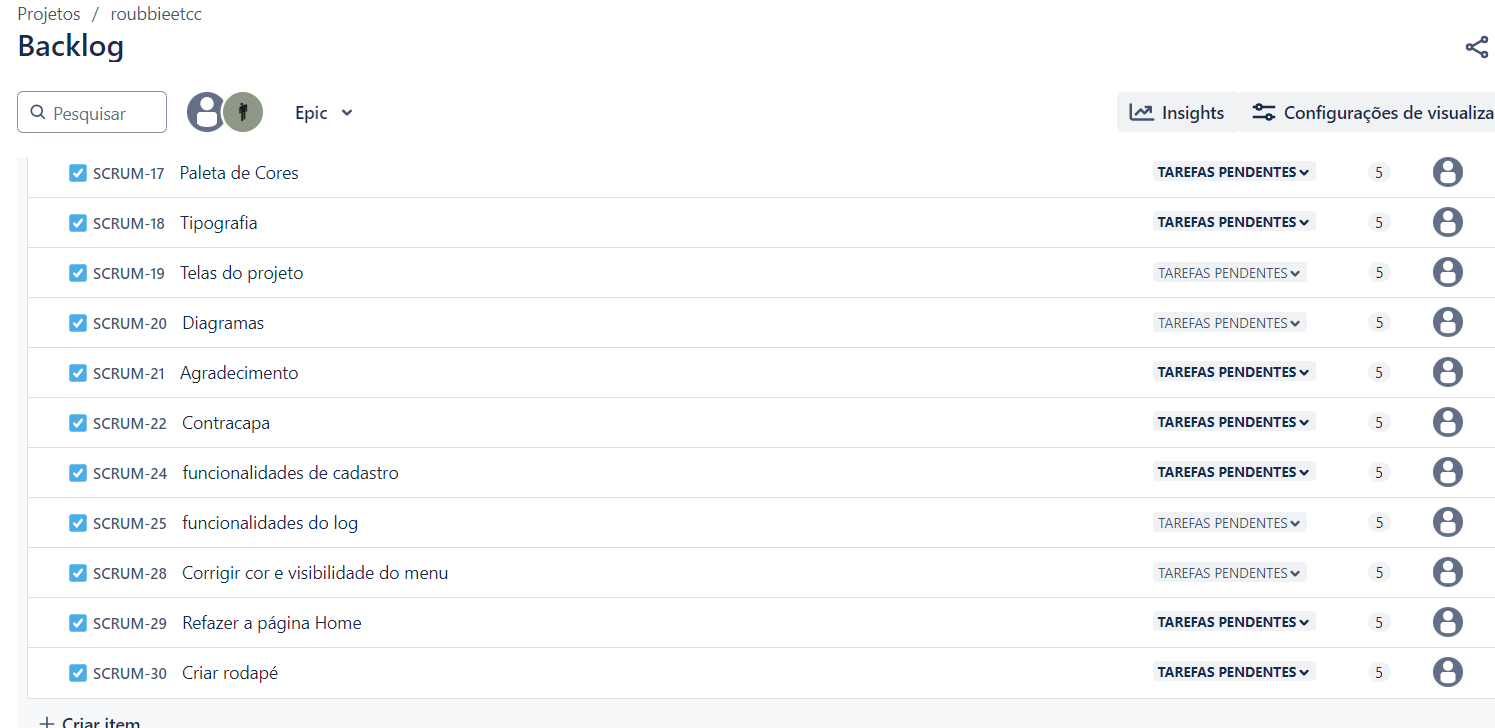 Projetos / roubbieetcc
Backlog
Pesquisar Epic Insights Configurações de visualiza
SCRUM-17 Paleta de Cores TAREFAS PENDENTES 5
SCRUM-18 Tipografia TAREFAS PENDENTES 5
SCRUM-19 Telas do projeto TAREFAS PENDENTES 5
SCRUM-20 Diagramas TAREFAS PENDENTES 5
SCRUM-21 Agradecimento TAREFAS PENDENTES 5
SCRUM-22 Contracapa TAREFAS PENDENTES 5
SCRUM-24 funcionalidades de cadastro TAREFAS PENDENTES 5
SCRUM-25 funcionalidades do log TAREFAS PENDENTES 5
SCRUM-28 Corrigir cor e visibilidade do menu TAREFAS PENDENTES 5
SCRUM-29 Refazer a página Home TAREFAS PENDENTES 5
SCRUM-30 Criar rodapé TAREFAS PENDENTES 5
+ Criar item